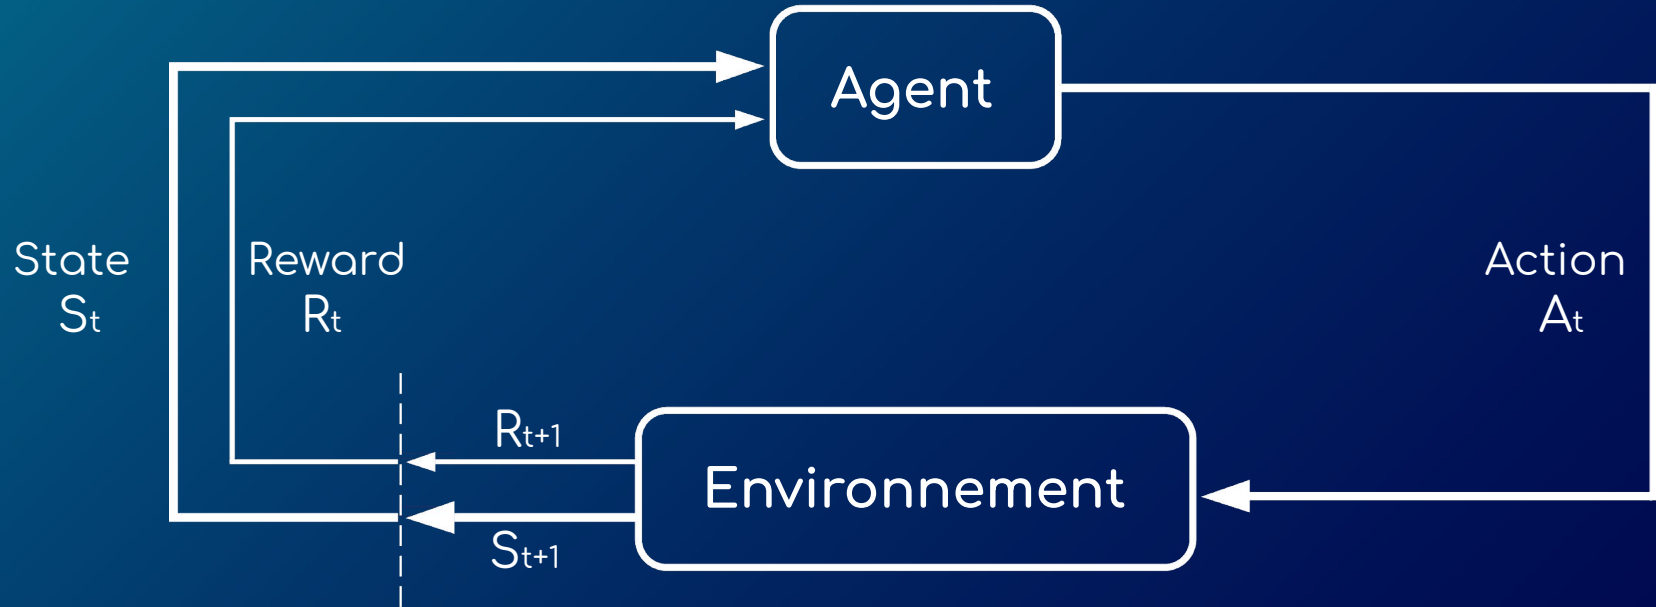 Agent
State
St
Reward
Rt
Action
At
Rt+1
Environnement
St+1